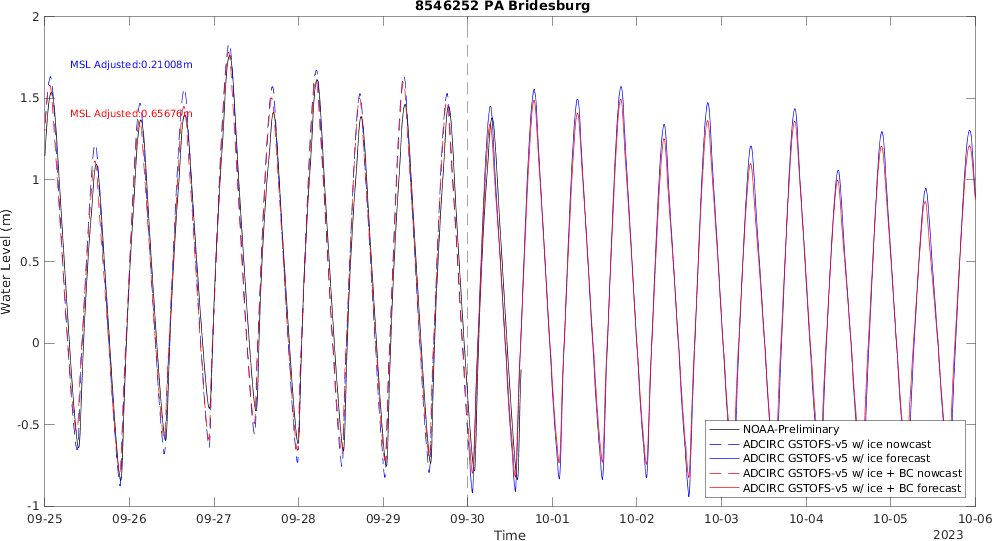 8546252 PA Bridesburg
2
1.5
1
0.5
0
-0.5
-1
Water Level (m)
MSL Adjusted:0.21008m
MSL Adjusted:0.65676m
NOAA-Preliminary
ADCIRC GSTOFS-v5 w/ ice nowcast
ADCIRC GSTOFS-v5 w/ ice forecast
ADCIRC GSTOFS-v5 w/ ice + BC nowcast
ADCIRC GSTOFS-v5 w/ ice + BC forecast
09-25 09-26 09-27 09-28 09-29 09-30 10-01 10-02 10-03 10-04 10-05 10-06
Time
2023